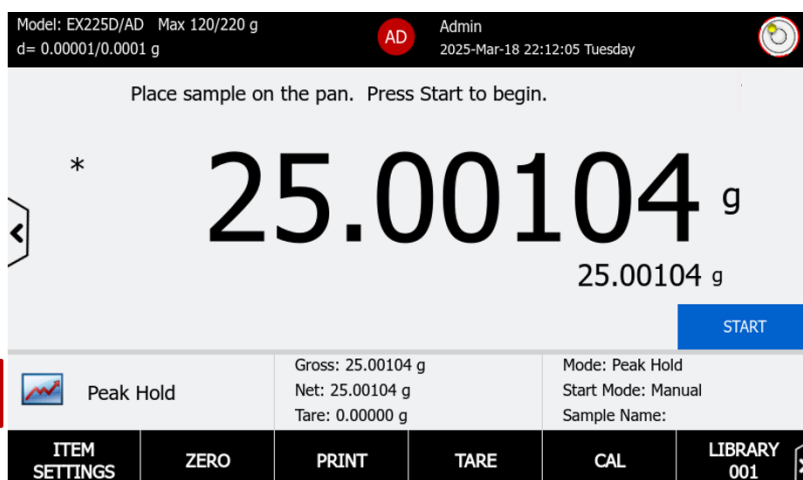 Model: EX225D/AD Max 120/220 g
d= 0.00001/0.0001 g
AD
Admin
2025-Mar-18 22:12:05 Tuesday
Place sample on the pan. Press Start to begin.
*
25.00104 g
25.00104 g
START
Peak Hold
Gross: 25.00104 g
Net: 25.00104 g
Tare: 0.00000 g
Mode: Peak Hold
Start Mode: Manual
Sample Name:
ITEM
SETTINGS
ZERO
PRINT
TARE
CAL
LIBRARY
001